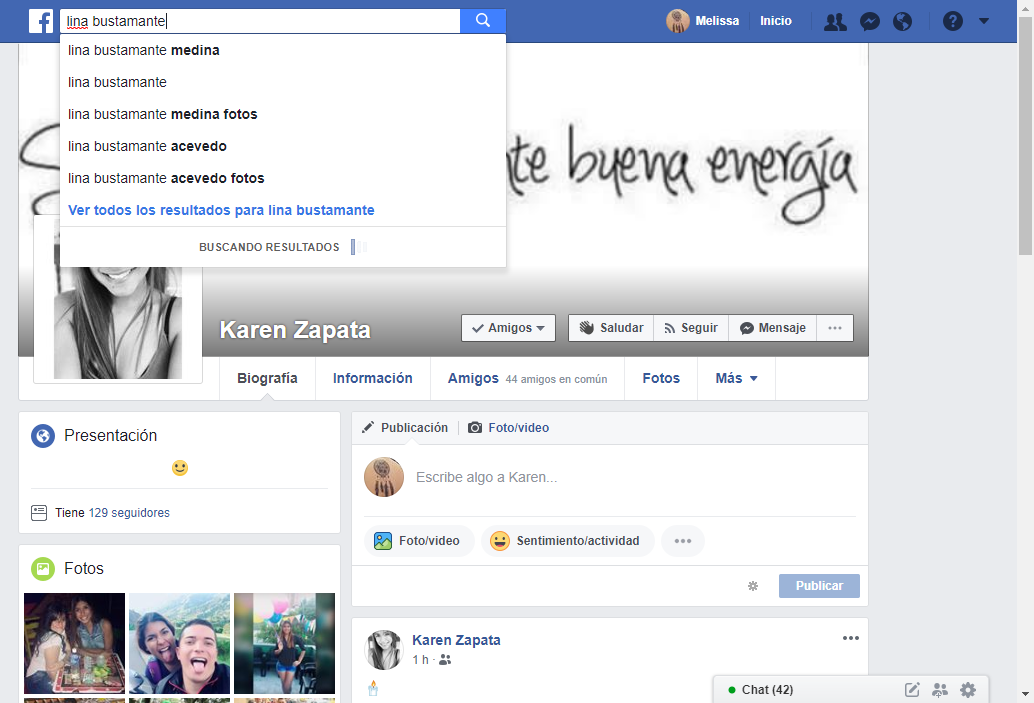 lina bustamante
Melissa
Inicio
lina bustamante medina
lina bustamante
lina bustamante medina fotos
lina bustamante acevedo
lina bustamante acevedo fotos
Ver todos los resultados para lina bustamante
BUSCANDO RESULTADOS
buena energía
Karen Zapata
Amigos
Saludar
Seguir
Mensaje
Biografía
Información
Amigos 44 amigos en común
Fotos
Más
Presentación
Tiene 129 seguidores
Fotos
Publicación
Foto/video
Escribe algo a Karen...
Foto/video
Sentimiento/actividad
Publicar
Karen Zapata
1 h ·
Chat (42)